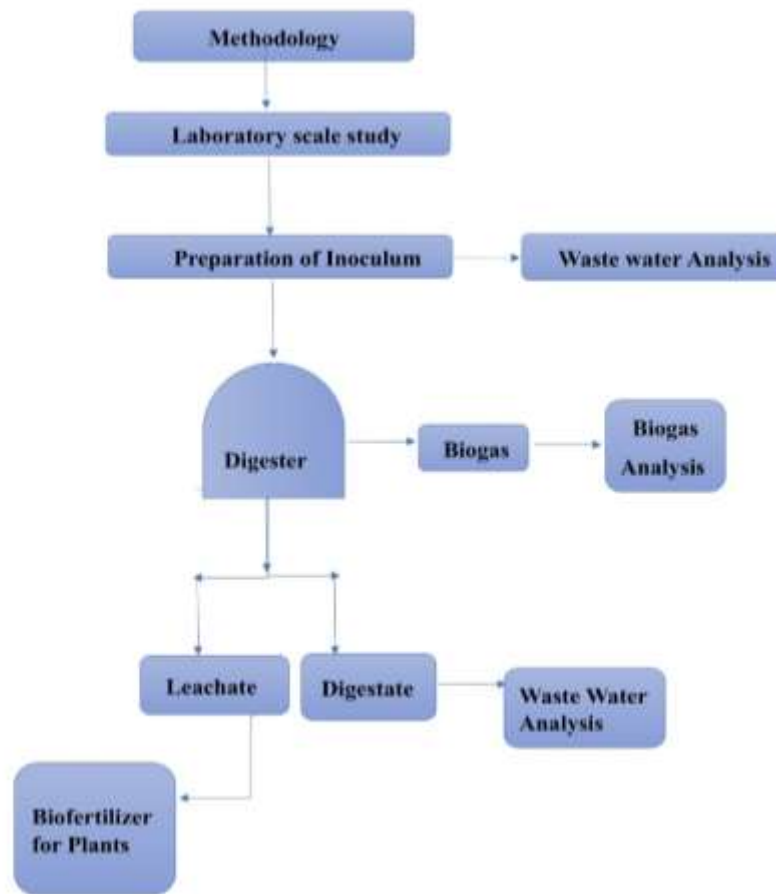 Methodology
Laboratory scale study
Preparation of Inoculum
Waste water Analysis
Digester
Biogas
Biogas
Analysis
Leachate
Digestate
Waste Water
Analysis
Biofertilizer
for Plants